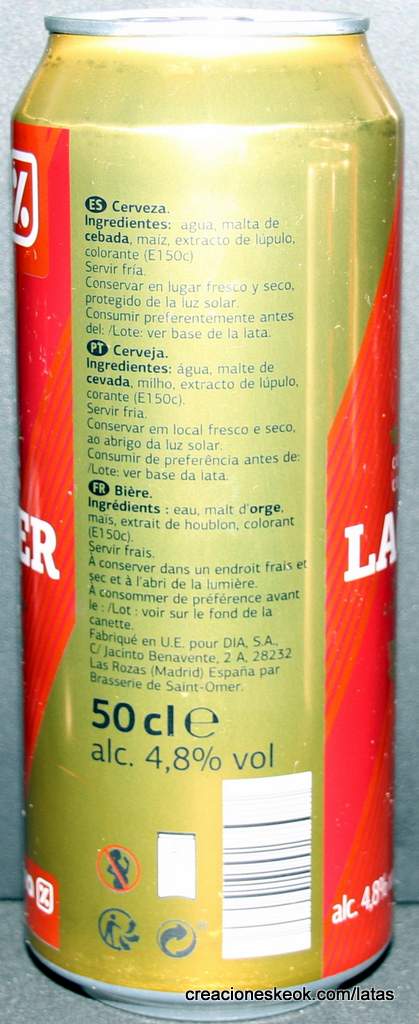 ES Cerveza.
Ingredientes: agua, malta de
cebada, maíz, extracto de lúpulo,
colorante (E150c)
Servir fría.
Conservar en lugar fresco y seco,
protegido de la luz solar.
Consumir preferentemente antes
del: /Lote: ver base de la lata.
PT Cerveja.
Ingredientes: água, malte de
cevada, milho, extracto de lúpulo,
corante (E150c).
Servir fria.
Conservar em local fresco e seco,
ao abrigo da luz solar.
Consumir de preferência antes de:
/Lote: ver base da lata.
FR Bière.
Ingrédients : eau, malt d'orge,
maïs, extrait de houblon, colorant
(E150c).
Servir frais.
À conserver dans un endroit frais et
sec et à l'abri de la lumière.
À consommer de préférence avant
le : /Lot : voir sur le fond de la
canette.
Fabriqué en U.E. pour DIA, S.A.,
C/ Jacinto Benavente, 2 A, 28232
Las Rozas (Madrid) España par
Brasserie de Saint-Omer.
50 cl e
alc. 4,8% vol
ER
LA
alc. 4,8%
creacioneskeok.com/latas